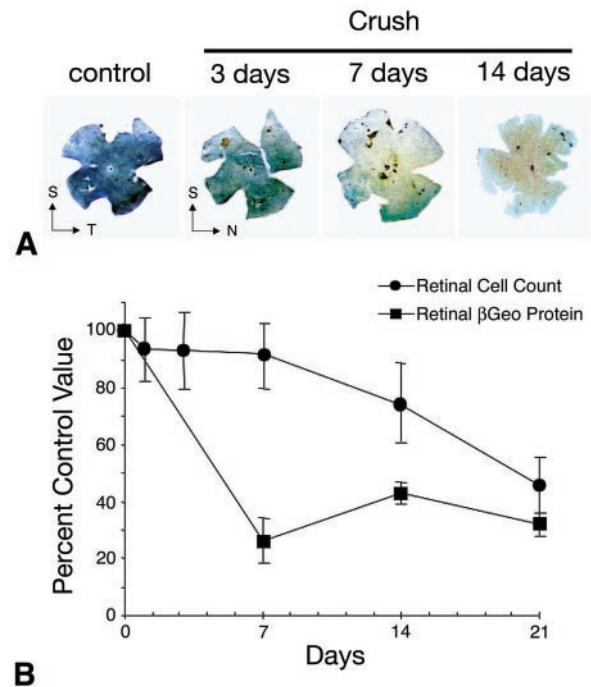 Crush
control 3 days 7 days 14 days
S
T
S
N
A
Retinal Cell Count
Retinal βGeo Protein
Percent Control Value
100
80
60
40
20
0
0 7 14 21
Days
B